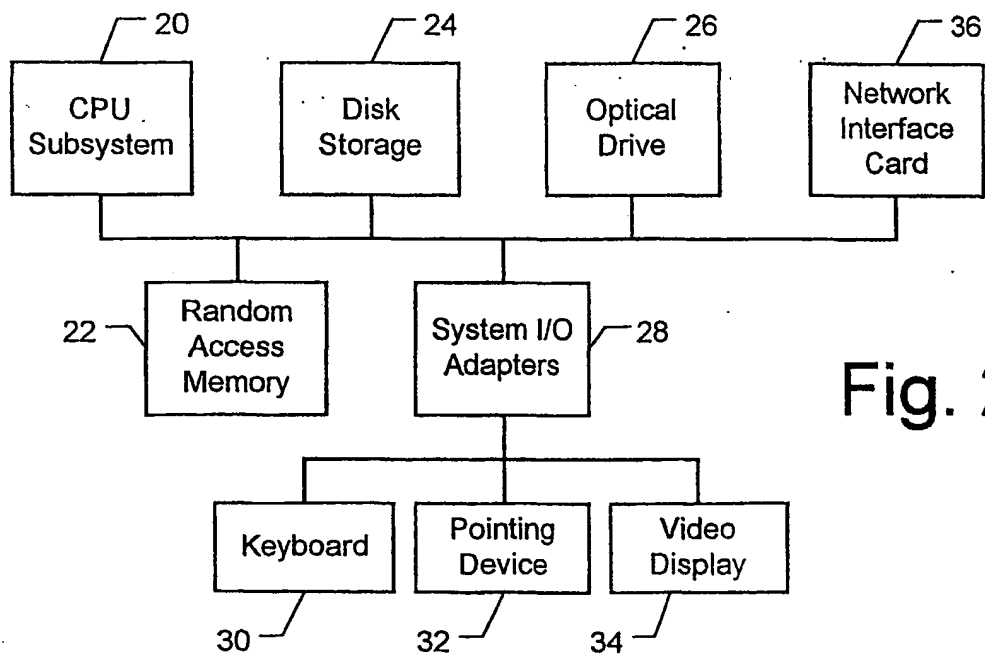 20
24
26
36
CPU
Subsystem
Disk
Storage
Optical
Drive
Network
Interface
Card
22
Random
Access
Memory
System I/O
Adapters
28
Fig.
Keyboard
Pointing
Device
Video
Display
30
32
34